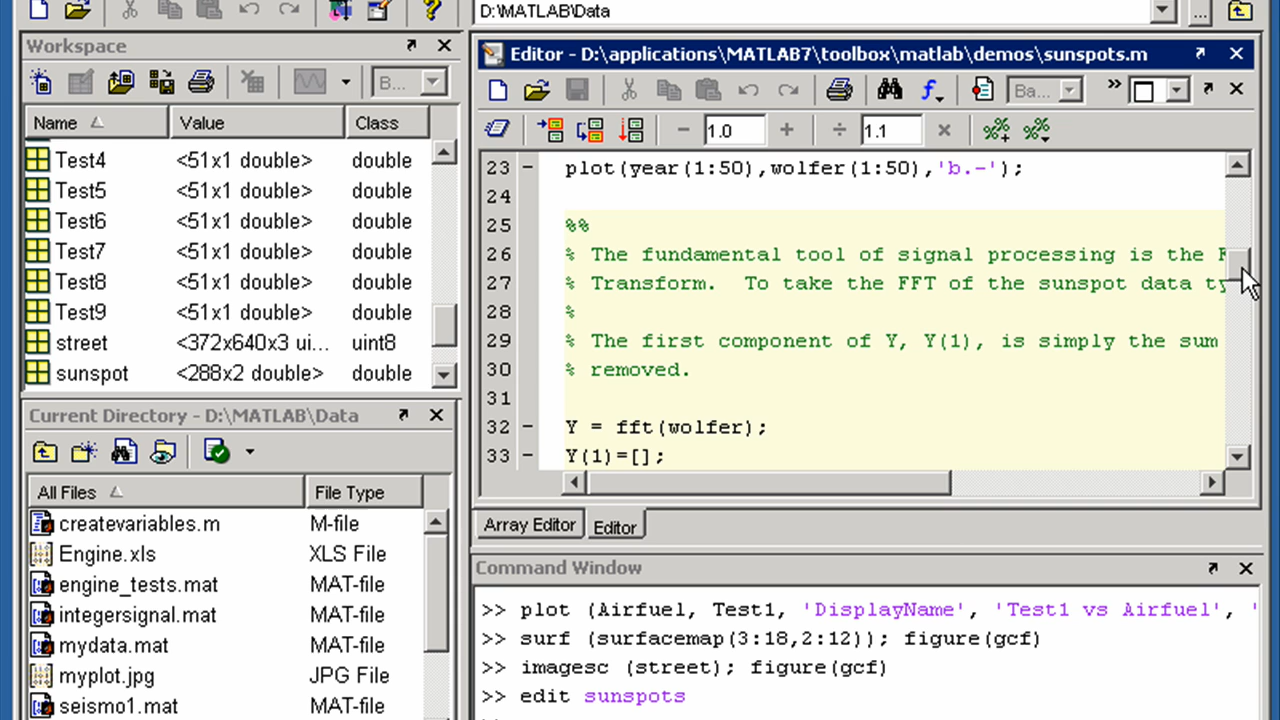 D:\MATLAB\Data
Workspace
B...
Name Value Class
Test4 <51x1 double> double
Test5 <51x1 double> double
Test6 <51x1 double> double
Test7 <51x1 double> double
Test8 <51x1 double> double
Test9 <51x1 double> double
street <372x640x3 ui... uint8
sunspot <288x2 double> double
Current Directory - D:\MATLAB\Data
All Files File Type
createvariables.m M-file
Engine.xls XLS File
engine_tests.mat MAT-file
integersignal.mat MAT-file
mydata.mat MAT-file
myplot.jpg JPG File
seismo1.mat MAT-file
Editor - D:\applications\MATLAB7\toolbox\matlab\demos\sunspots.m
Ba...
1.0 1.1
23 - plot(year(1:50),wolfer(1:50),'b.-');
24
25 %%
26 % The fundamental tool of signal processing is the F
27 % Transform. To take the FFT of the sunspot data ty
28 %
29 % The first component of Y, Y(1), is simply the sum
30 % removed.
31
32 - Y = fft(wolfer);
33 - Y(1)=[];
Array Editor Editor
Command Window
>> plot (Airfuel, Test1, 'DisplayName', 'Test1 vs Airfuel', '
>> surf (surfacemap(3:18,2:12)); figure(gcf)
>> imagesc (street); figure(gcf)
>> edit sunspots
>>